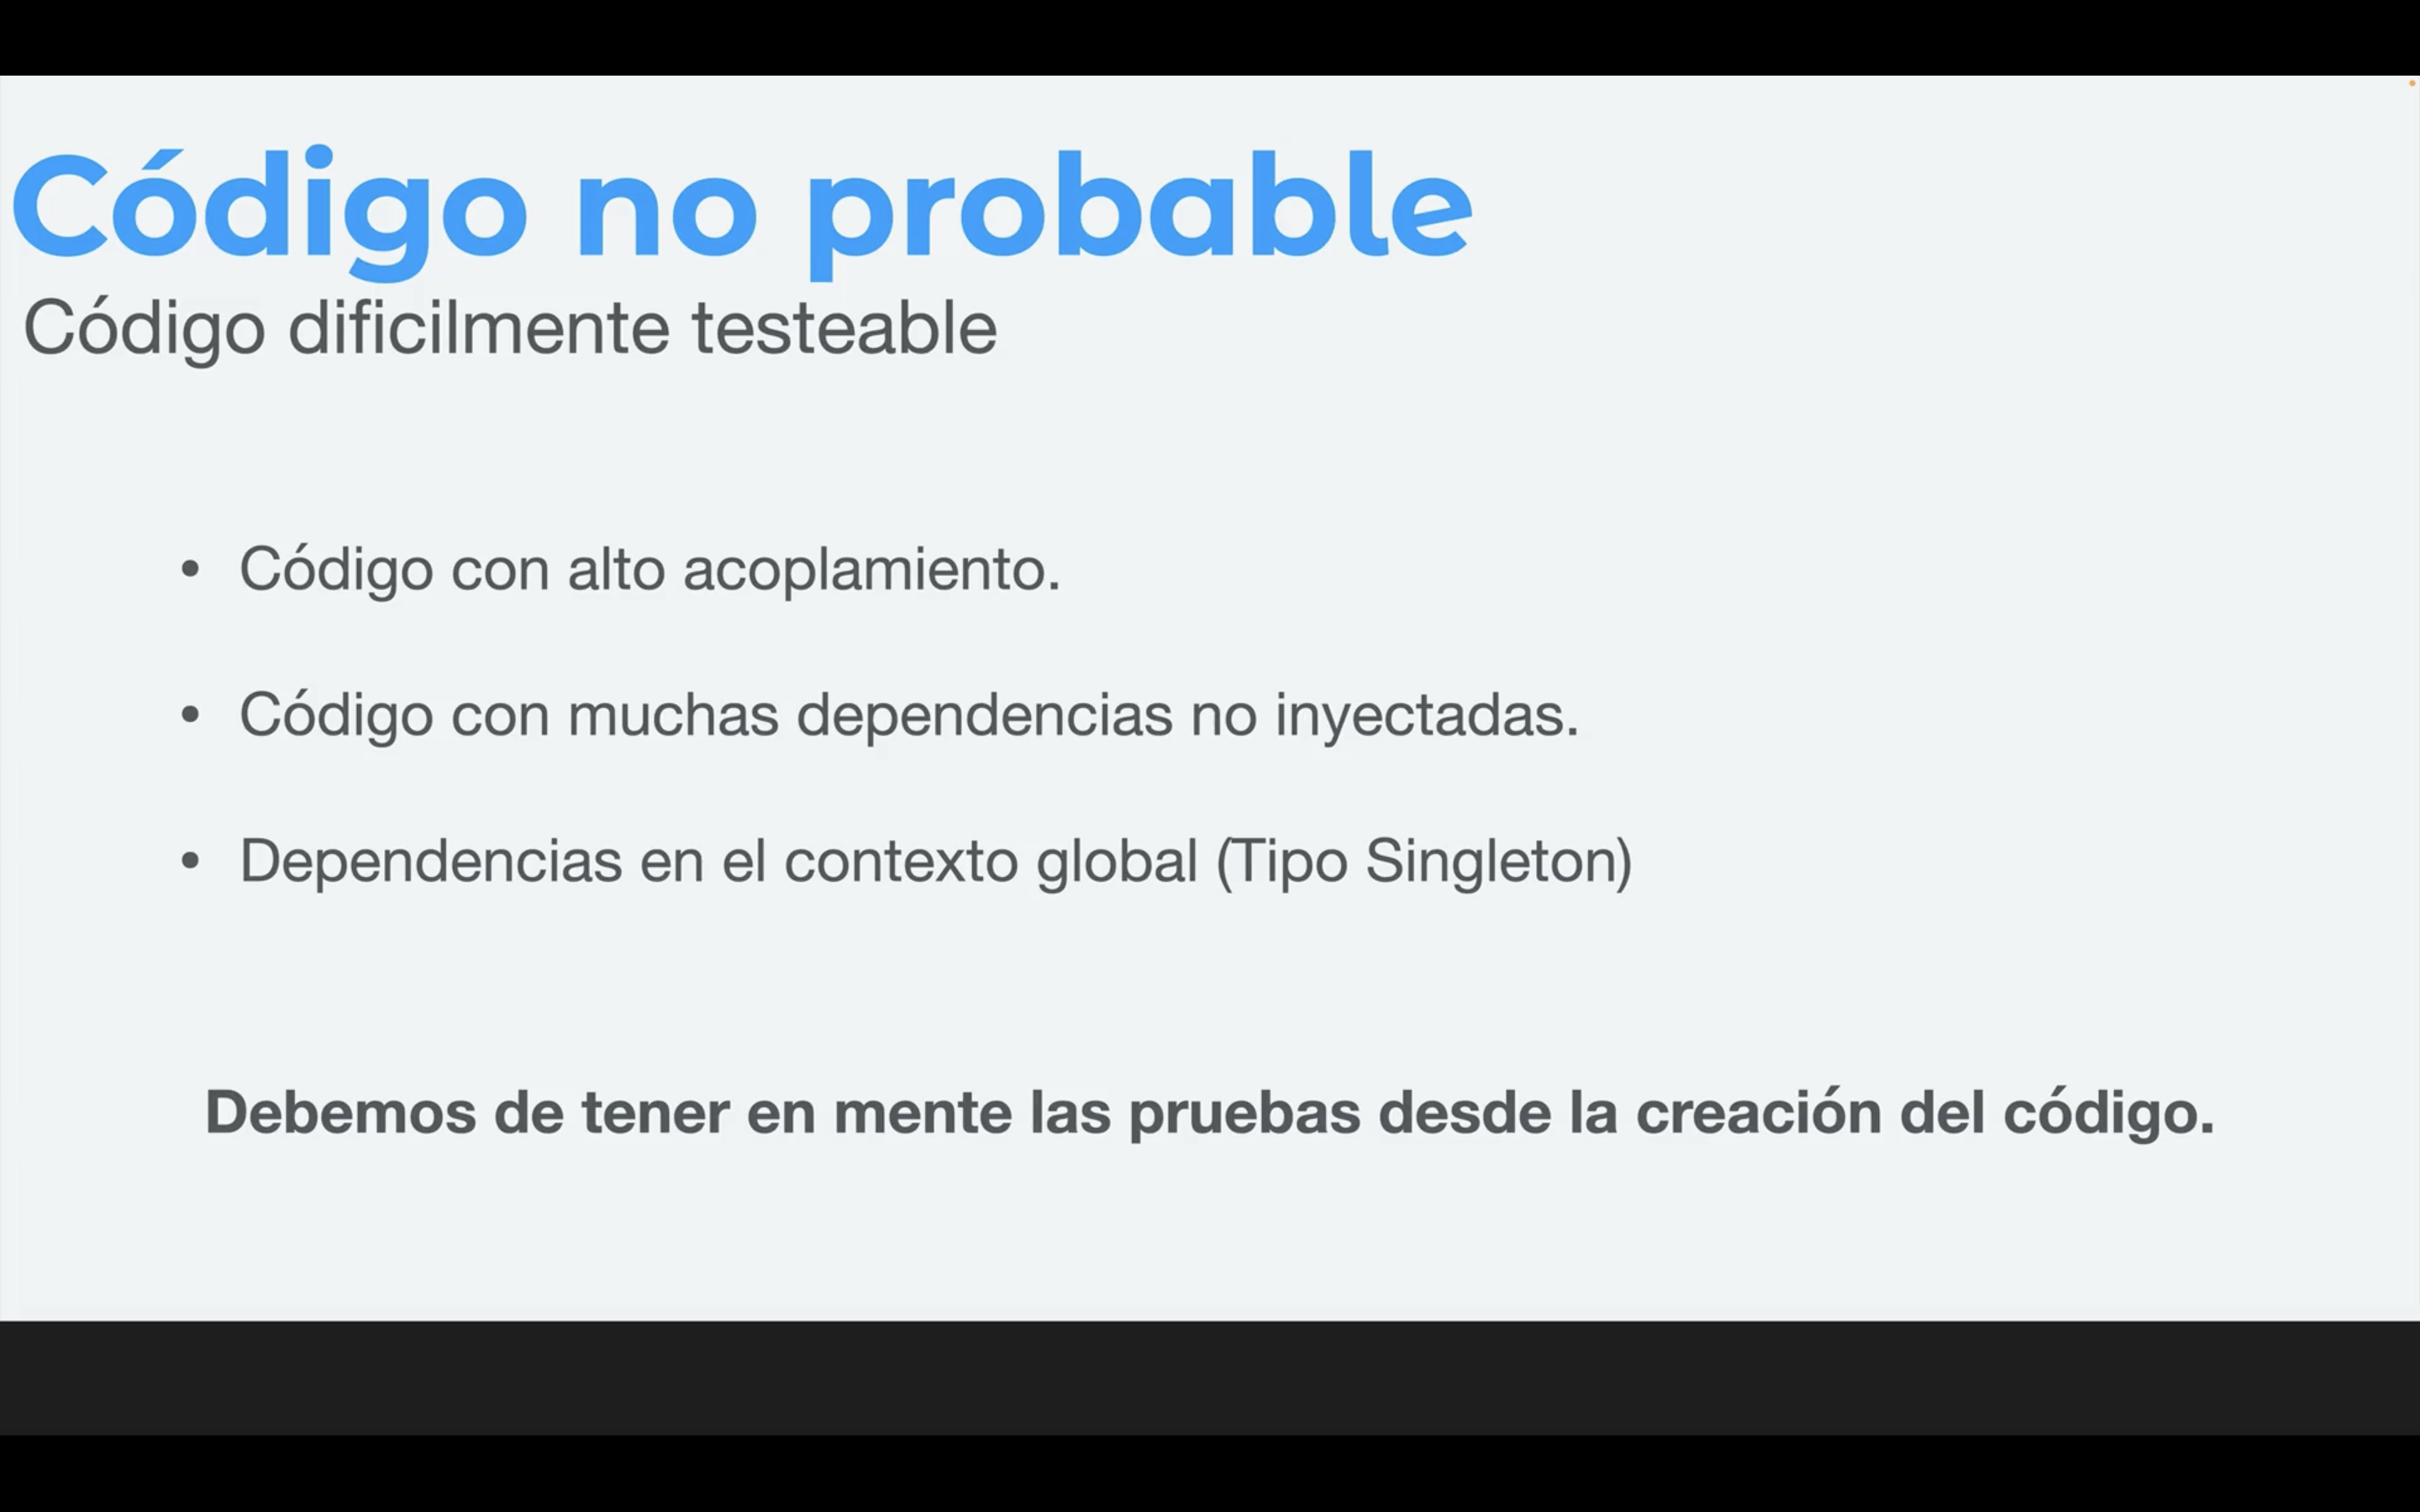 Código no probable
Código dificilmente testeable
• Código con alto acoplamiento.
• Código con muchas dependencias no inyectadas.
• Dependencias en el contexto global (Tipo Singleton)
Debemos de tener en mente las pruebas desde la creación del código.